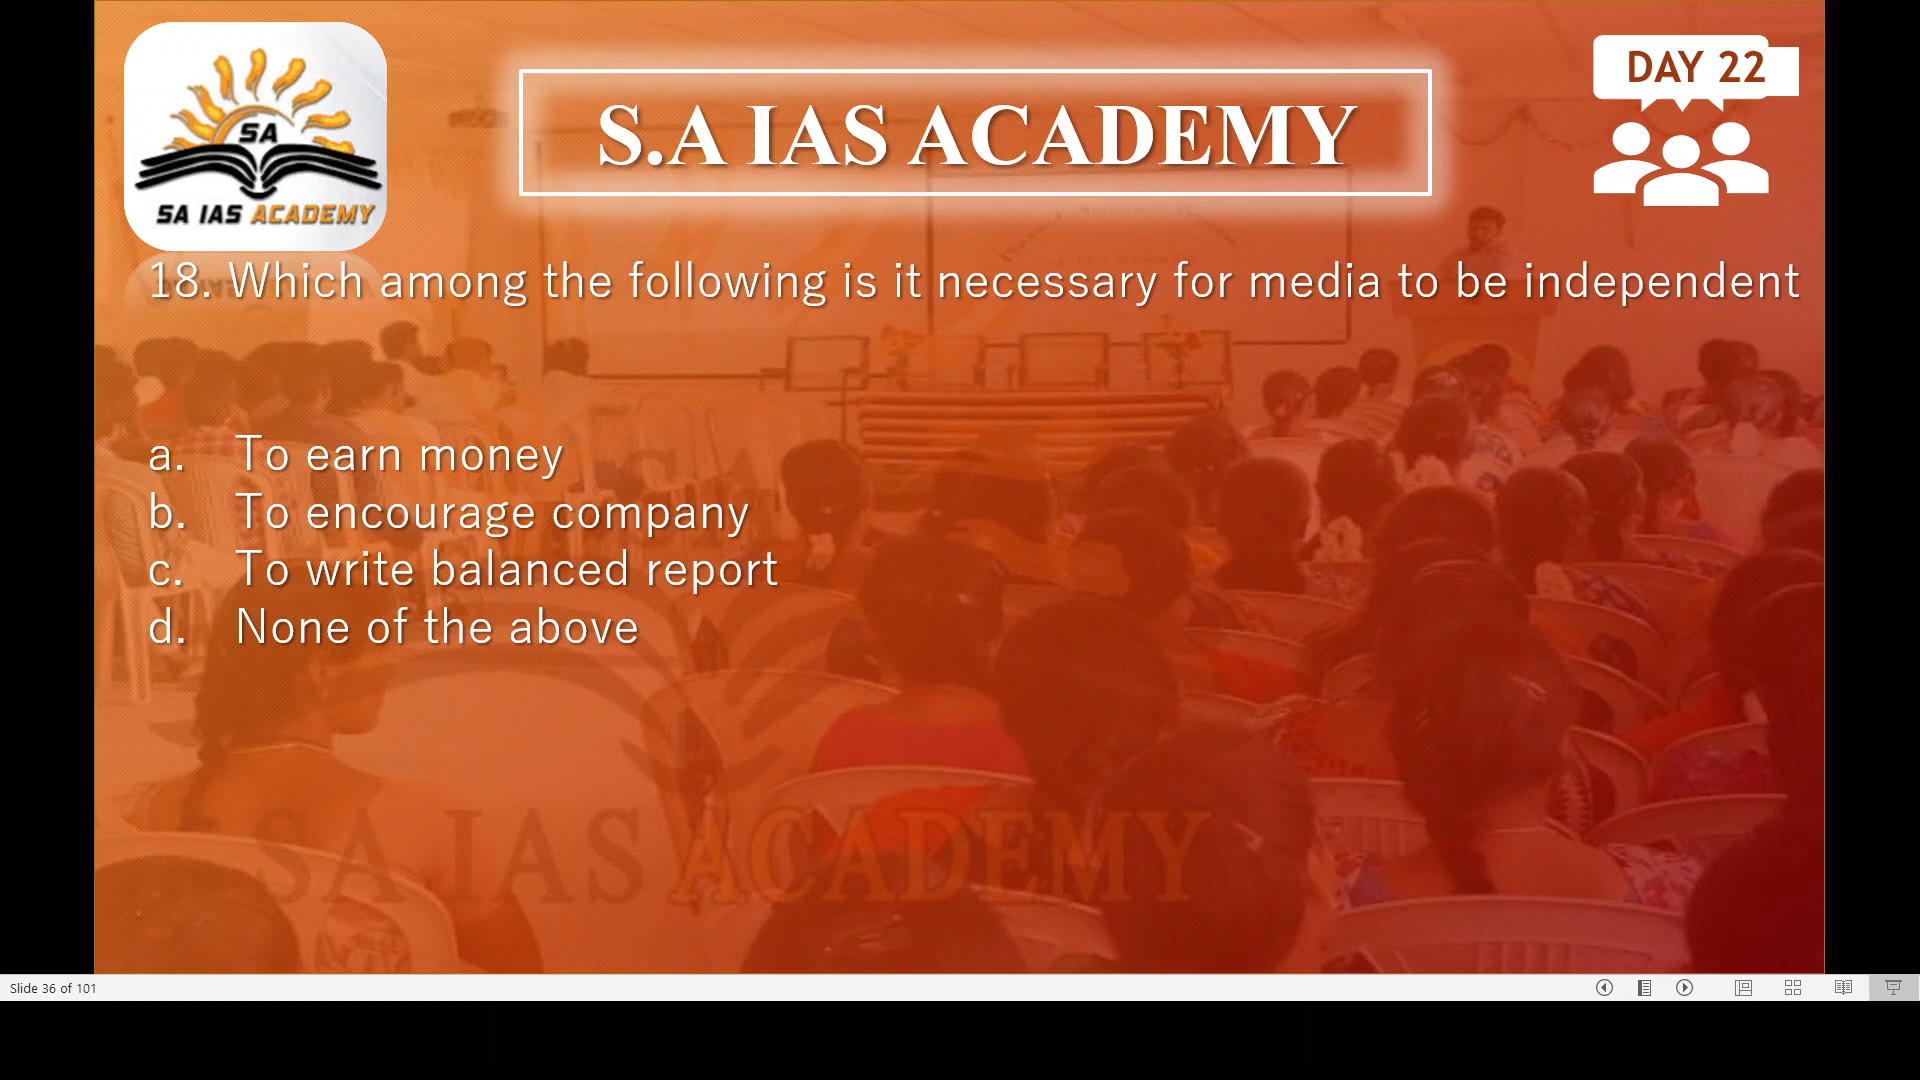 SA
SA IAS ACADEMY
S.A IAS ACADEMY
DAY 22
18. Which among the following is it necessary for media to be independent
a. To earn money
b. To encourage company
c. To write balanced report
d. None of the above
SA IAS ACADEMY
Slide 36 of 101